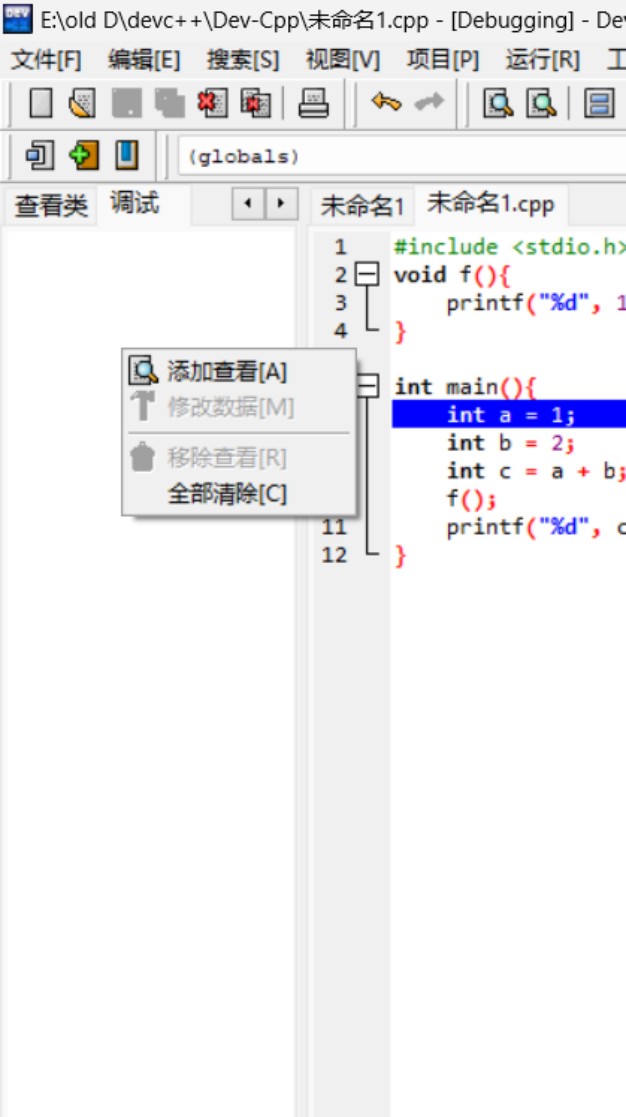 E:\old D\devc++\Dev-Cpp\未命名1.cpp - [Debugging] - Dev
文件[F] 编辑[E] 搜索[S] 视图[V] 项目[P] 运行[R] 工
(globals)
查看类 调试 未命名1 未命名1.cpp
1 #include <stdio.h>
2 void f(){
3 printf("%d", 1
4 }
添加查看[A]
修改数据[M]
移除查看[R]
全部清除[C]
int main(){
int a = 1;
int b = 2;
int c = a + b;
f();
11 printf("%d", c
12 }